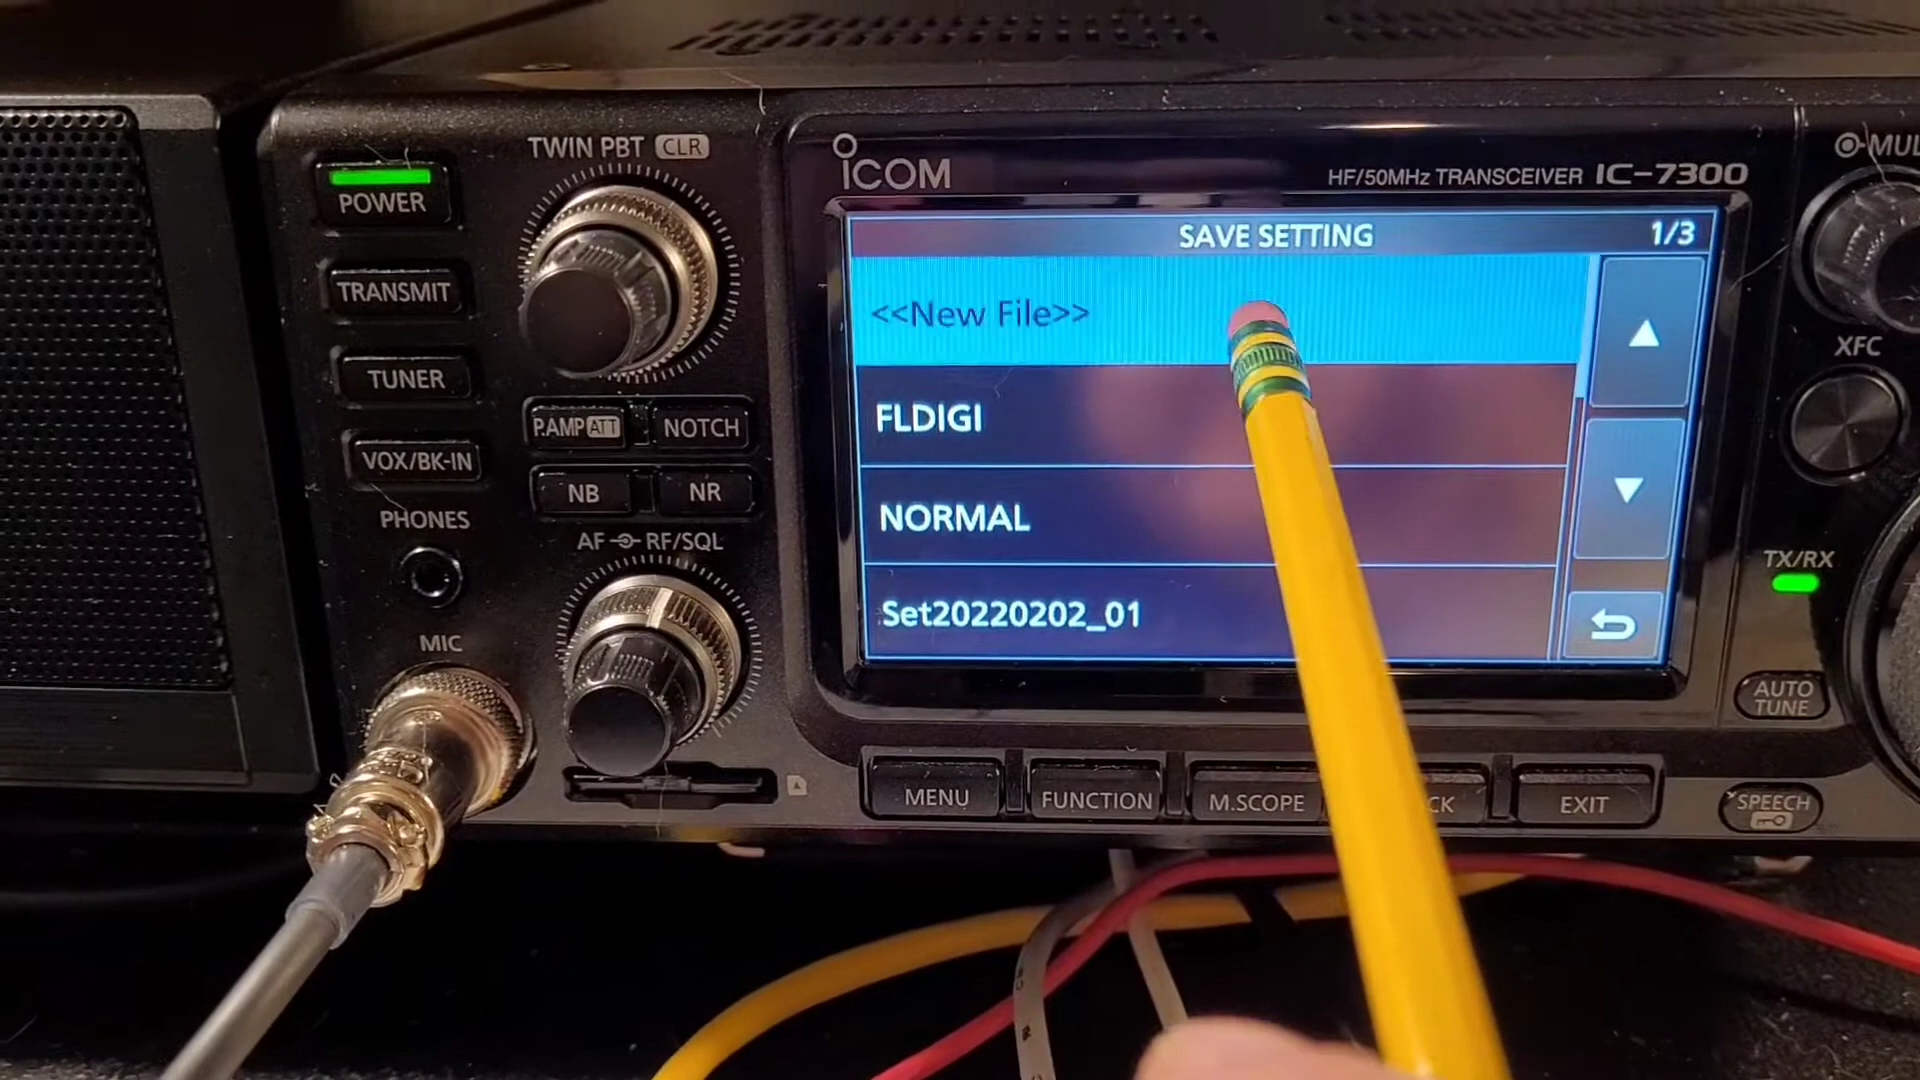 TWIN PBT CLR
POWER
TRANSMIT
TUNER
VOX/BK-IN
P.AMP ATT
NOTCH
NB
NR
PHONES
AF RF/SQL
MIC
ICOM
HF/50MHz TRANSCEIVER IC-7300
SAVE SETTING
1/3
<<New File>>
FLDIGI
NORMAL
Set20220202_01
MENU
FUNCTION
M.SCOPE
EXIT
XFC
TX/RX
AUTO
TUNE
SPEECH